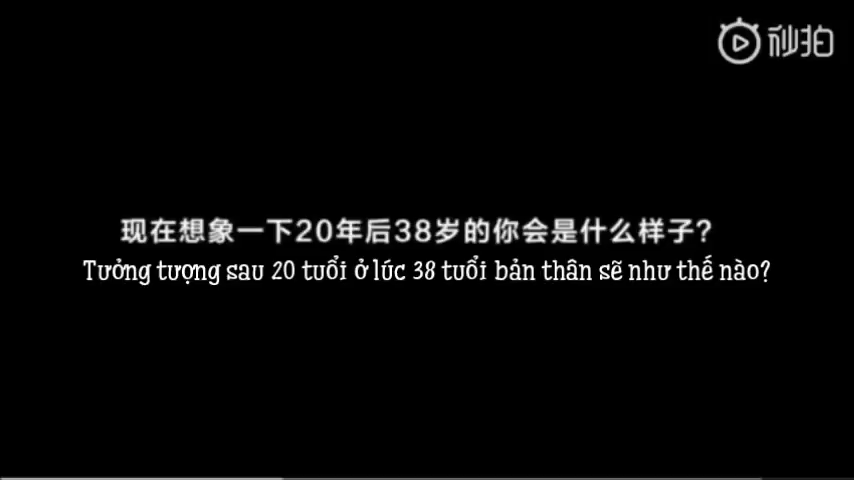 秒拍
现在想象一下20年后38岁的你会是什么样子?
Tưởng tượng sau 20 tuổi ở lúc 38 tuổi bản thân sẽ như thế nào?